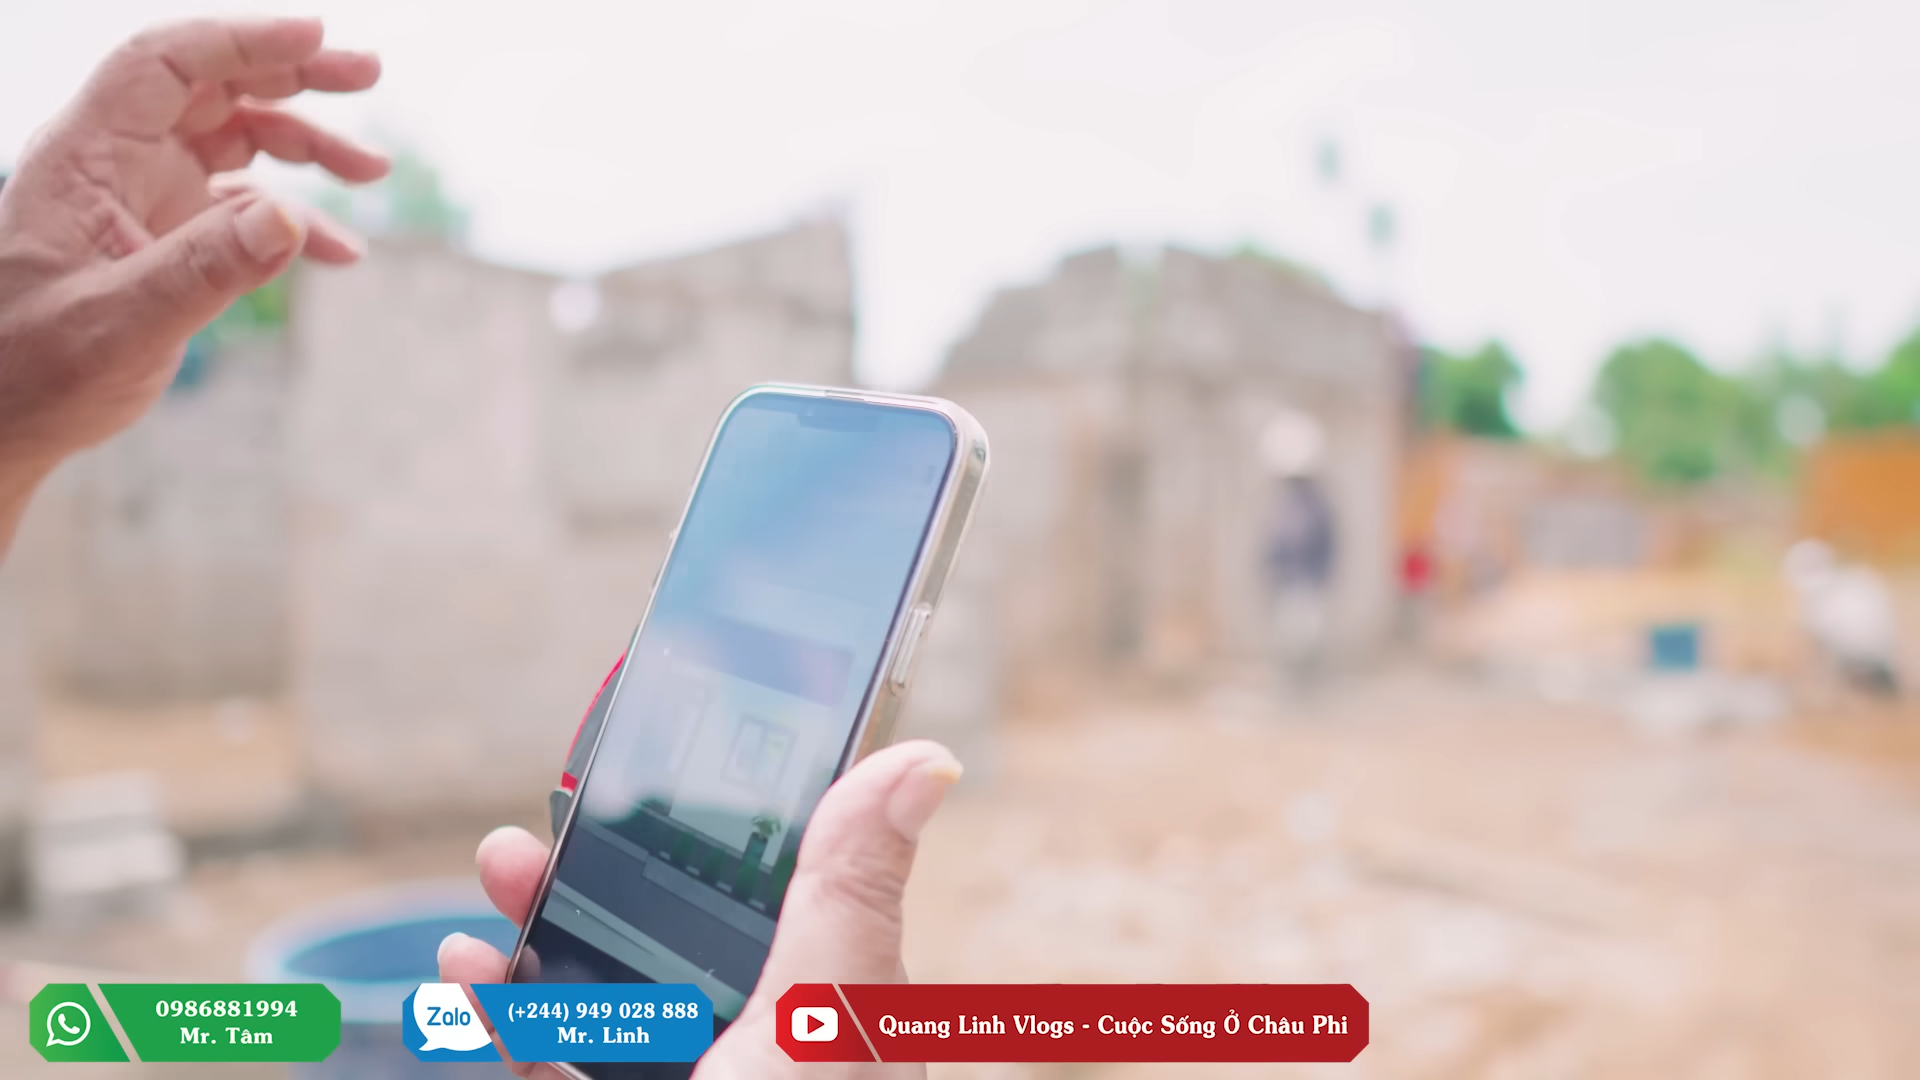 0986881994
Mr. Tâm
Zalo
(+244) 949 028 888
Mr. Linh
Quang Linh Vlogs - Cuộc Sống Ở Châu Phi